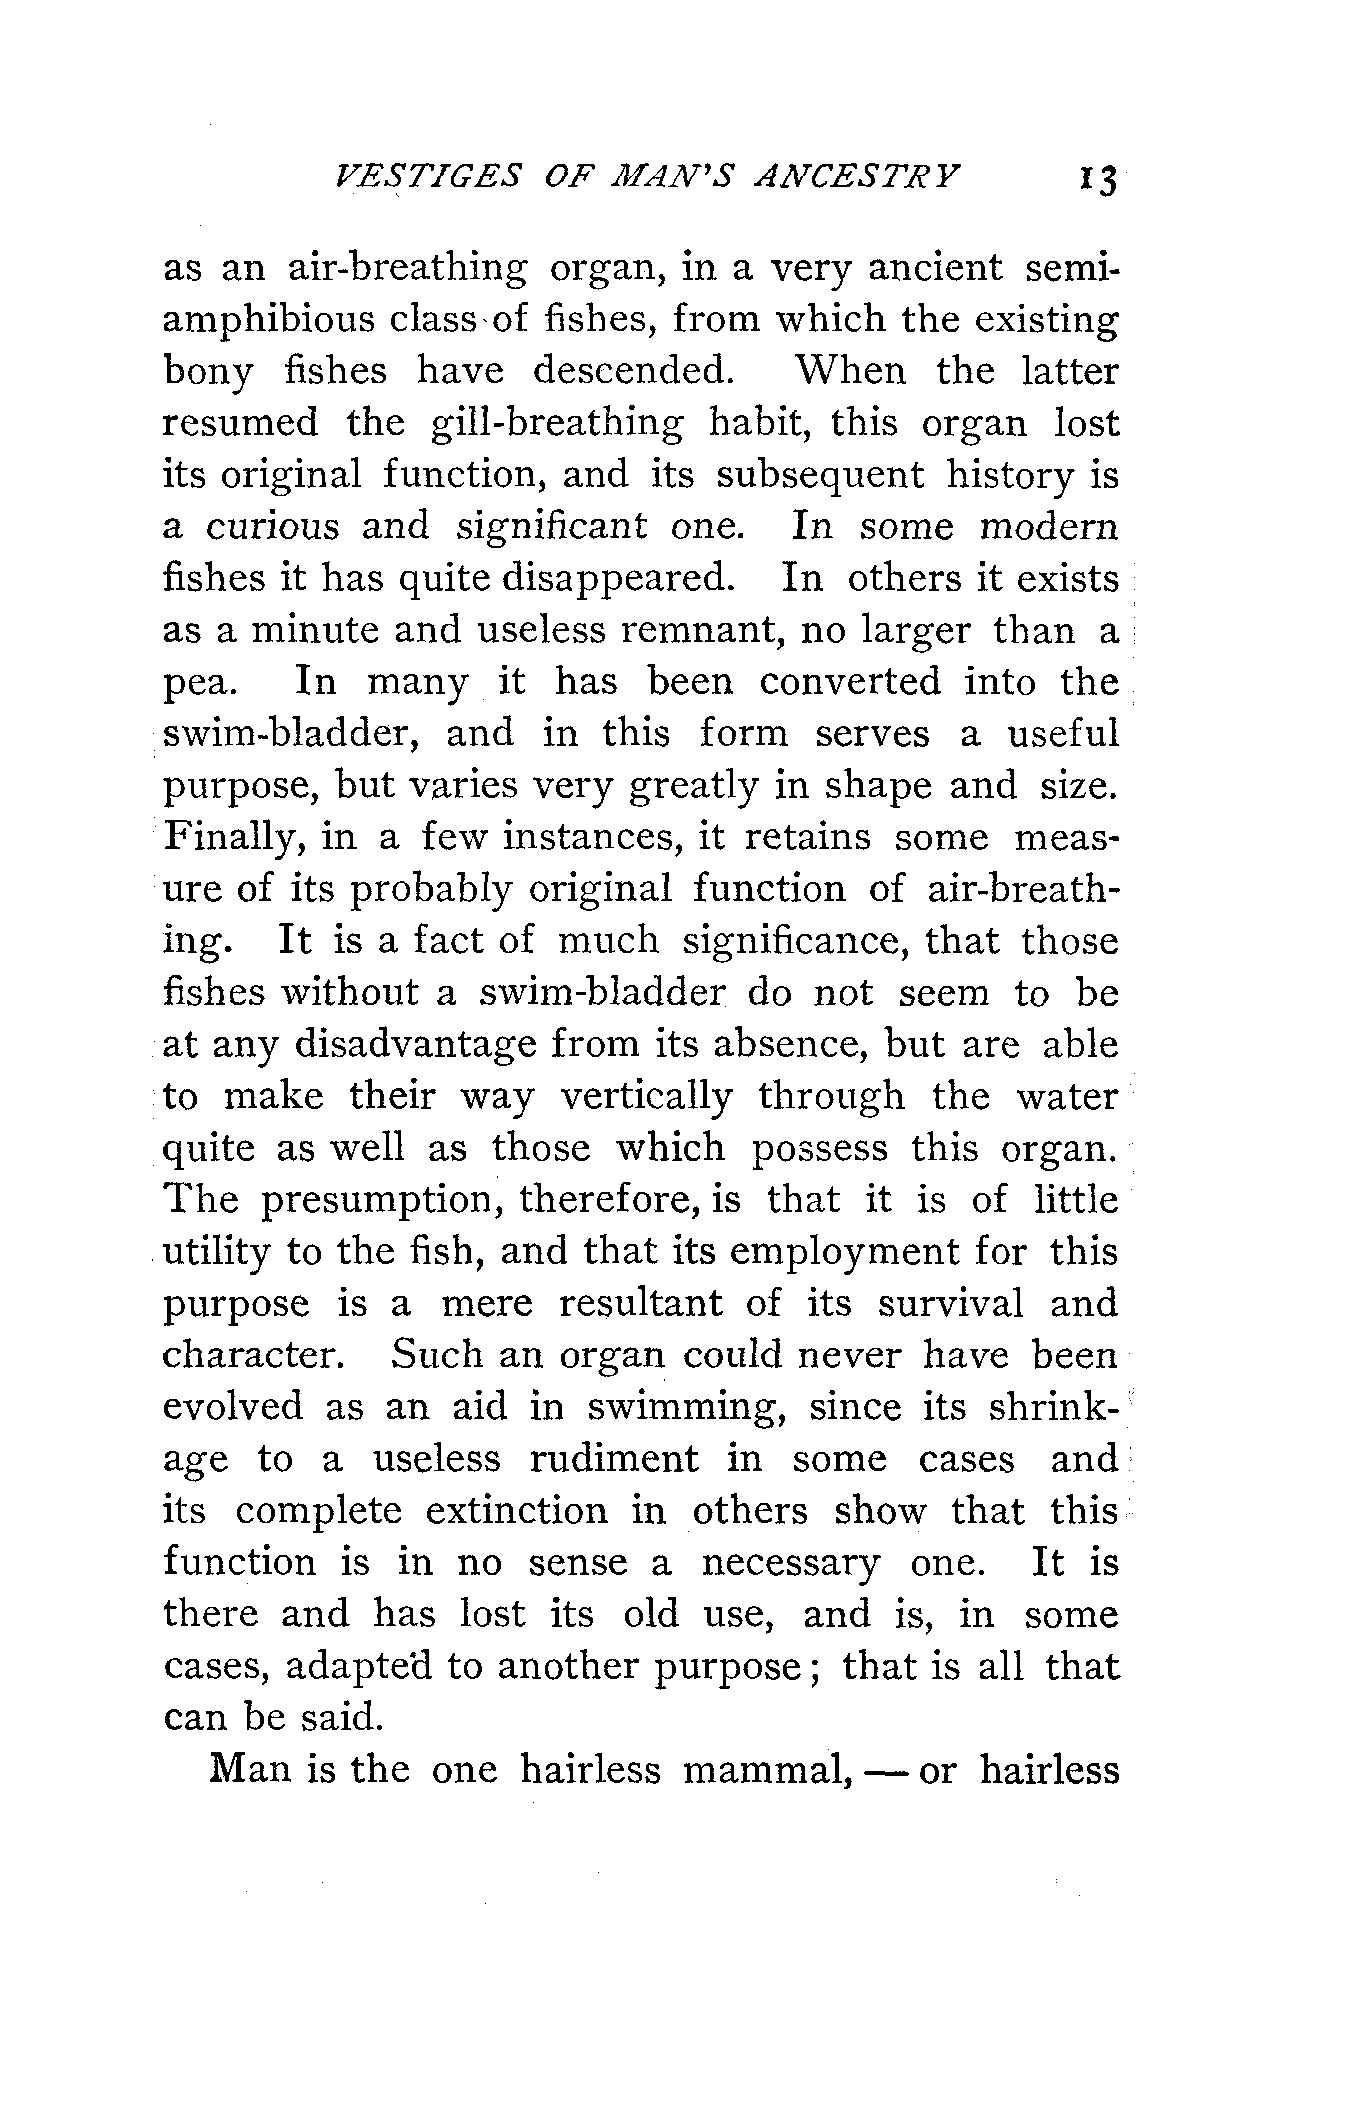 VESTIGES OF MAN'S ANCESTRY 13
as an air-breathing organ, in a very ancient semi-
amphibious class of fishes, from which the existing
bony fishes have descended. When the latter
resumed the gill-breathing habit, this organ lost
its original function, and its subsequent history is
a curious and significant one. In some modern
fishes it has quite disappeared. In others it exists
as a minute and useless remnant, no larger than a
pea. In many it has been converted into the
swim-bladder, and in this form serves a useful
purpose, but varies very greatly in shape and size.
Finally, in a few instances, it retains some meas-
ure of its probably original function of air-breath-
ing. It is a fact of much significance, that those
fishes without a swim-bladder do not seem to be
at any disadvantage from its absence, but are able
to make their way vertically through the water
quite as well as those which possess this organ.
The presumption, therefore, is that it is of little
utility to the fish, and that its employment for this
purpose is a mere resultant of its survival and
character. Such an organ could never have been
evolved as an aid in swimming, since its shrink-
age to a useless rudiment in some cases and
its complete extinction in others show that this
function is in no sense a necessary one. It is
there and has lost its old use, and is, in some
cases, adapted to another purpose; that is all that
can be said.
Man is the one hairless mammal, — or hairless